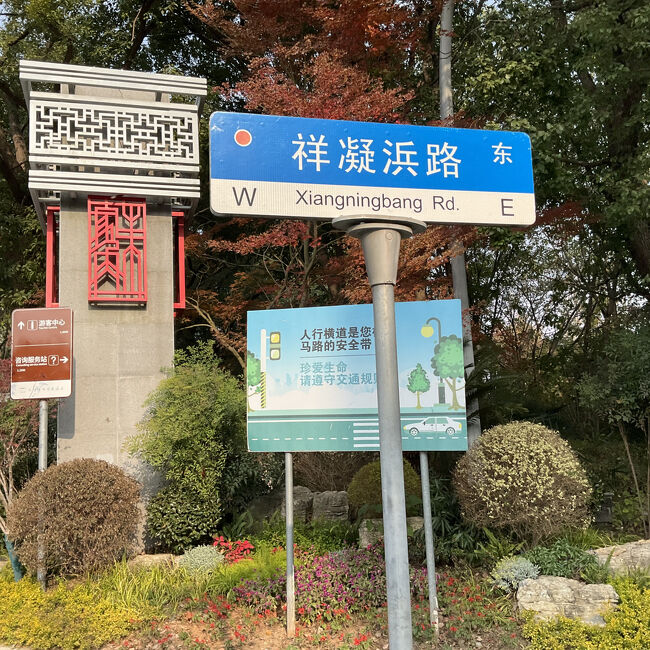 祥凝浜路 东
W Xiangningbang Rd. E
人行横道是您
马路的安全带
珍爱生命
请遵守交通规
游客中心
咨询服务站 ?